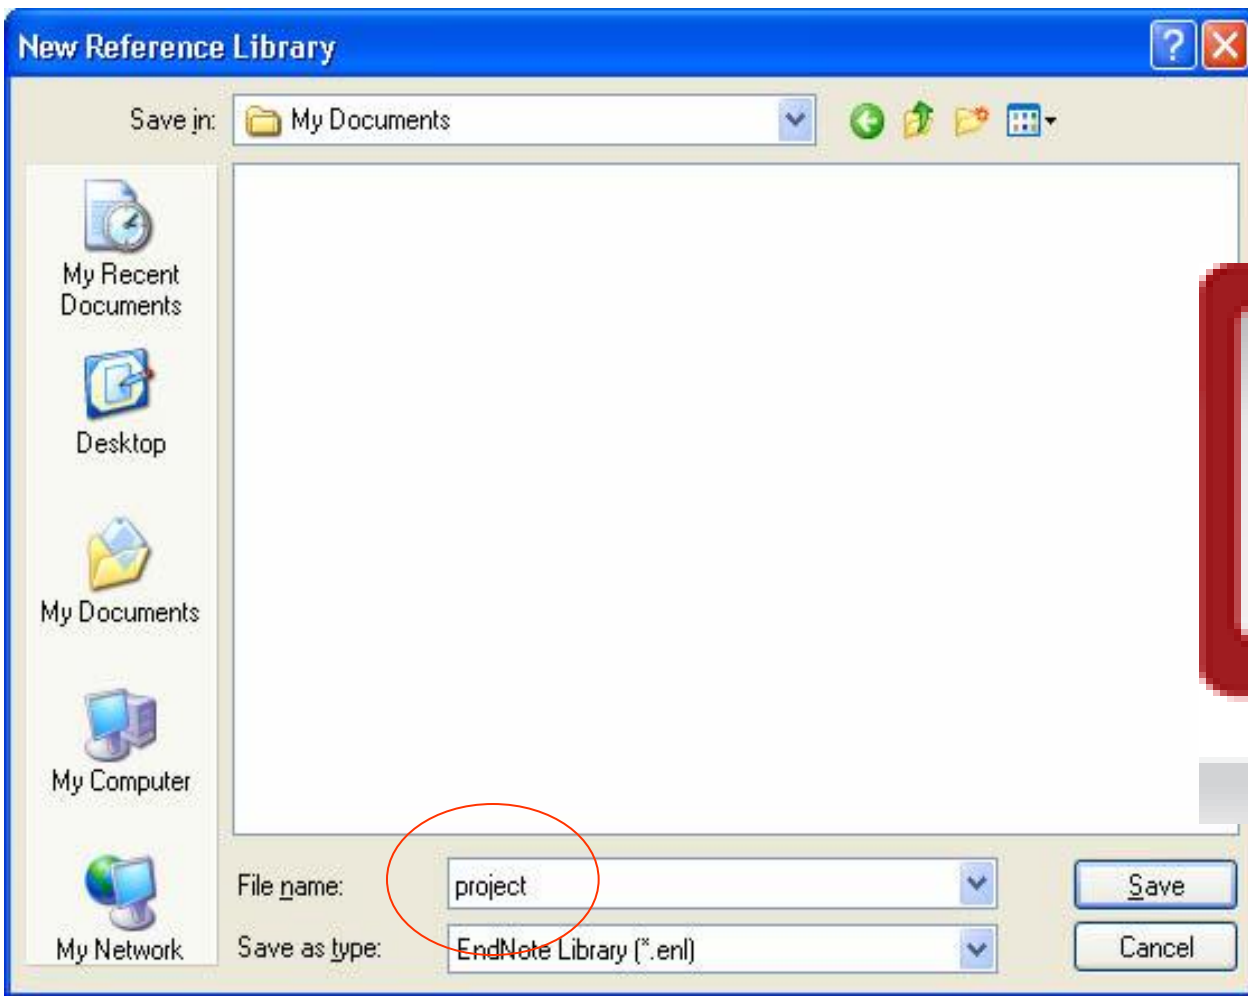 New Reference Library
Save in: My Documents
My Recent
Documents
Desktop
My Documents
My Computer
My Network
File name: project
Save as type: EndNote Library (*.enl)
Save
Cancel